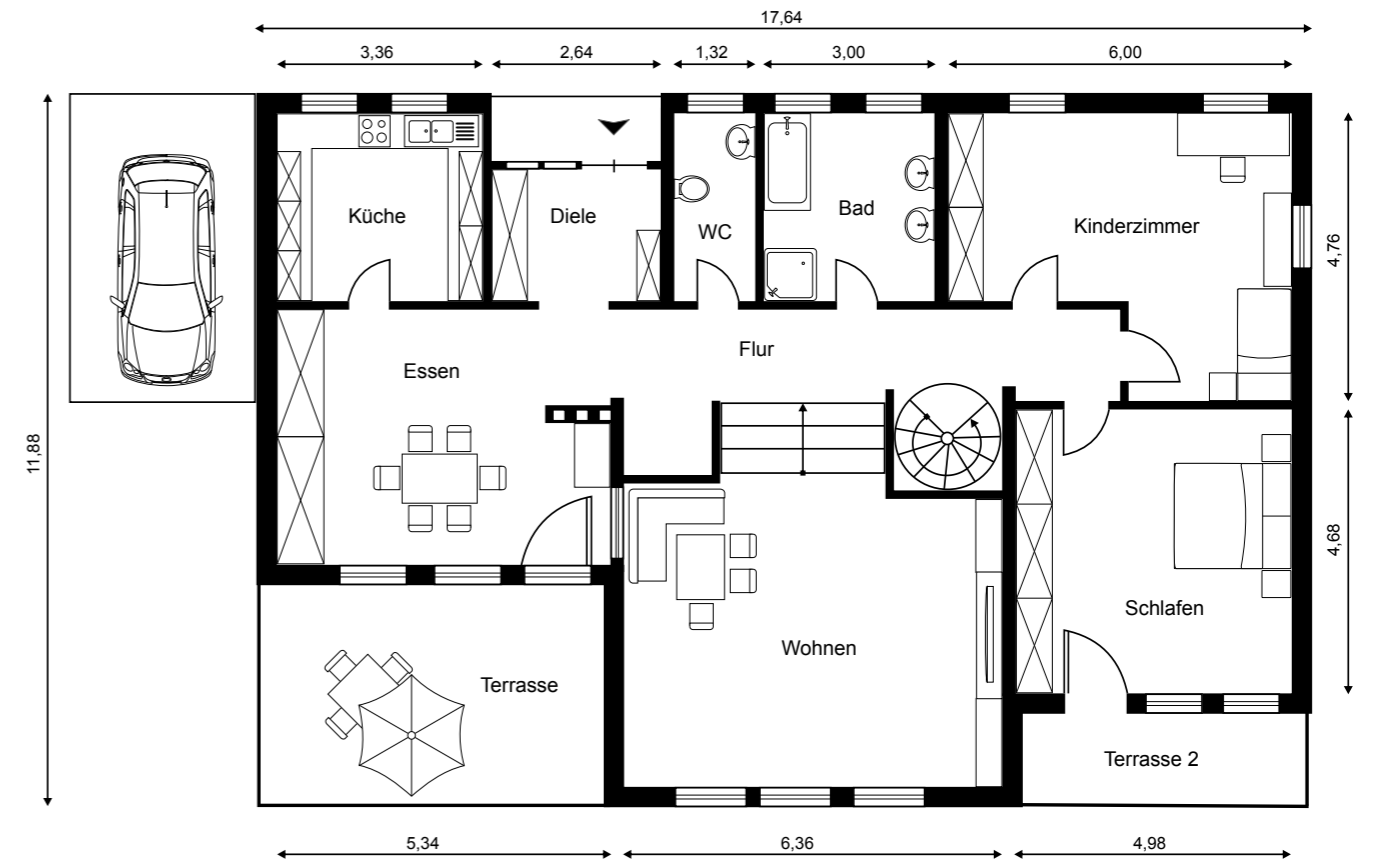 17,64
3,36
2,64
1,32
3,00
6,00
Küche
Diele
WC
Bad
Kinderzimmer
4,76
Essen
Flur
11,88
4,68
Schlafen
Wohnen
Terrasse
Terrasse 2
5,34
6,36
4,98